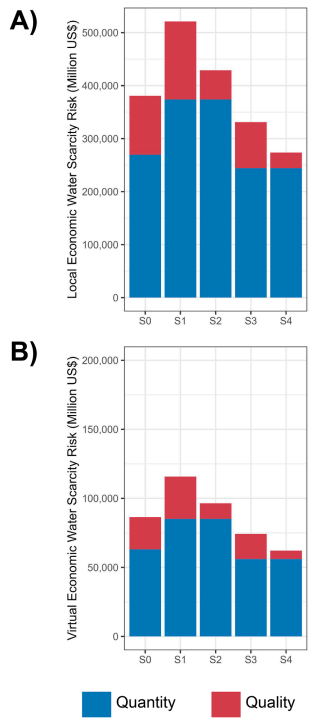 A)
Local Economic Water Scarcity Risk (Million US$)
500,000
400,000
300,000
200,000
100,000
0
S0 S1 S2 S3 S4
B)
Virtual Economic Water Scarcity Risk (Million US$)
200,000
150,000
100,000
50,000
0
S0 S1 S2 S3 S4
Quantity Quality